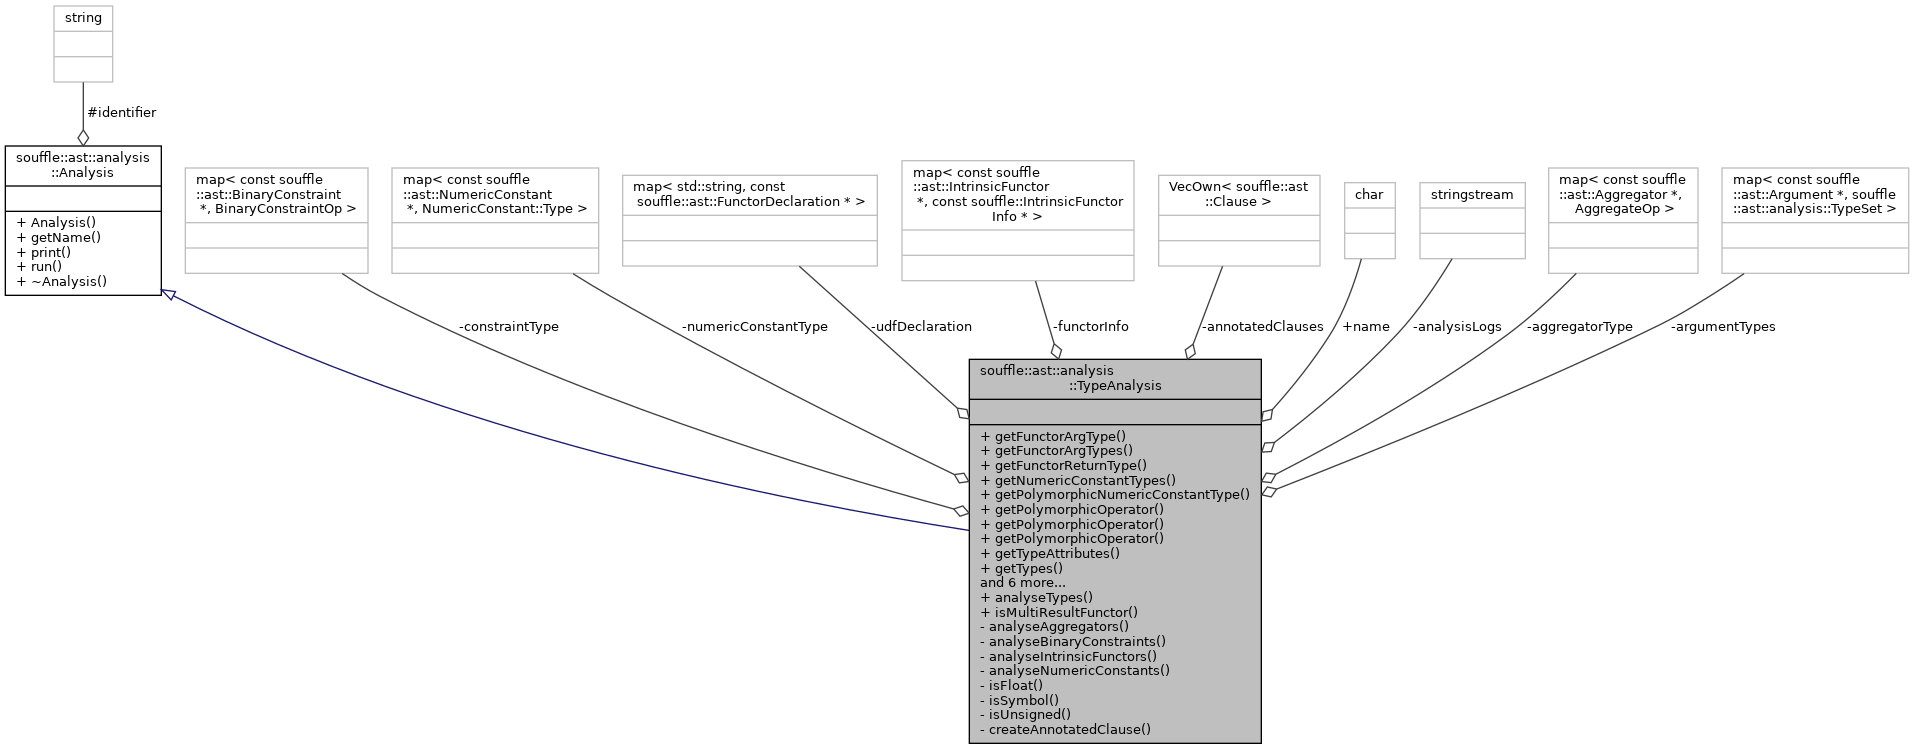 string
#identifier
souffle::ast::analysis
::Analysis
+ Analysis()
+ getName()
+ print()
+ run()
+ ~Analysis()
map< const souffle
::ast::BinaryConstraint
*, BinaryConstraintOp >
map< const souffle
::ast::NumericConstant
*, NumericConstant::Type >
map< std::string, const
souffle::ast::FunctorDeclaration * >
map< const souffle
::ast::IntrinsicFunctor
*, const souffle::IntrinsicFunctor
Info * >
VecOwn< souffle::ast
::Clause >
char
stringstream
map< const souffle
::ast::Aggregator *,
AggregateOp >
map< const souffle
::ast::Argument *, souffle
::ast::analysis::TypeSet >
-constraintType
-numericConstantType
-udfDeclaration
-functorInfo
-annotatedClauses
+name
-analysisLogs
-aggregatorType
-argumentTypes
souffle::ast::analysis
::TypeAnalysis
+ getFunctorArgType()
+ getFunctorArgTypes()
+ getFunctorReturnType()
+ getNumericConstantTypes()
+ getPolymorphicNumericConstantType()
+ getPolymorphicOperator()
+ getPolymorphicOperator()
+ getPolymorphicOperator()
+ getTypeAttributes()
+ getTypes()
and 6 more...
+ analyseTypes()
+ isMultiResultFunctor()
- analyseAggregators()
- analyseBinaryConstraints()
- analyseIntrinsicFunctors()
- analyseNumericConstants()
- isFloat()
- isSymbol()
- isUnsigned()
- createAnnotatedClause()